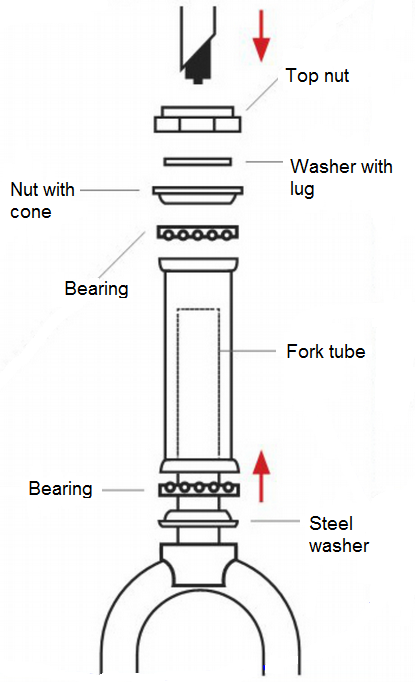 Top nut
Washer with
lug
Nut with
cone
Bearing
Fork tube
Bearing
Steel
washer